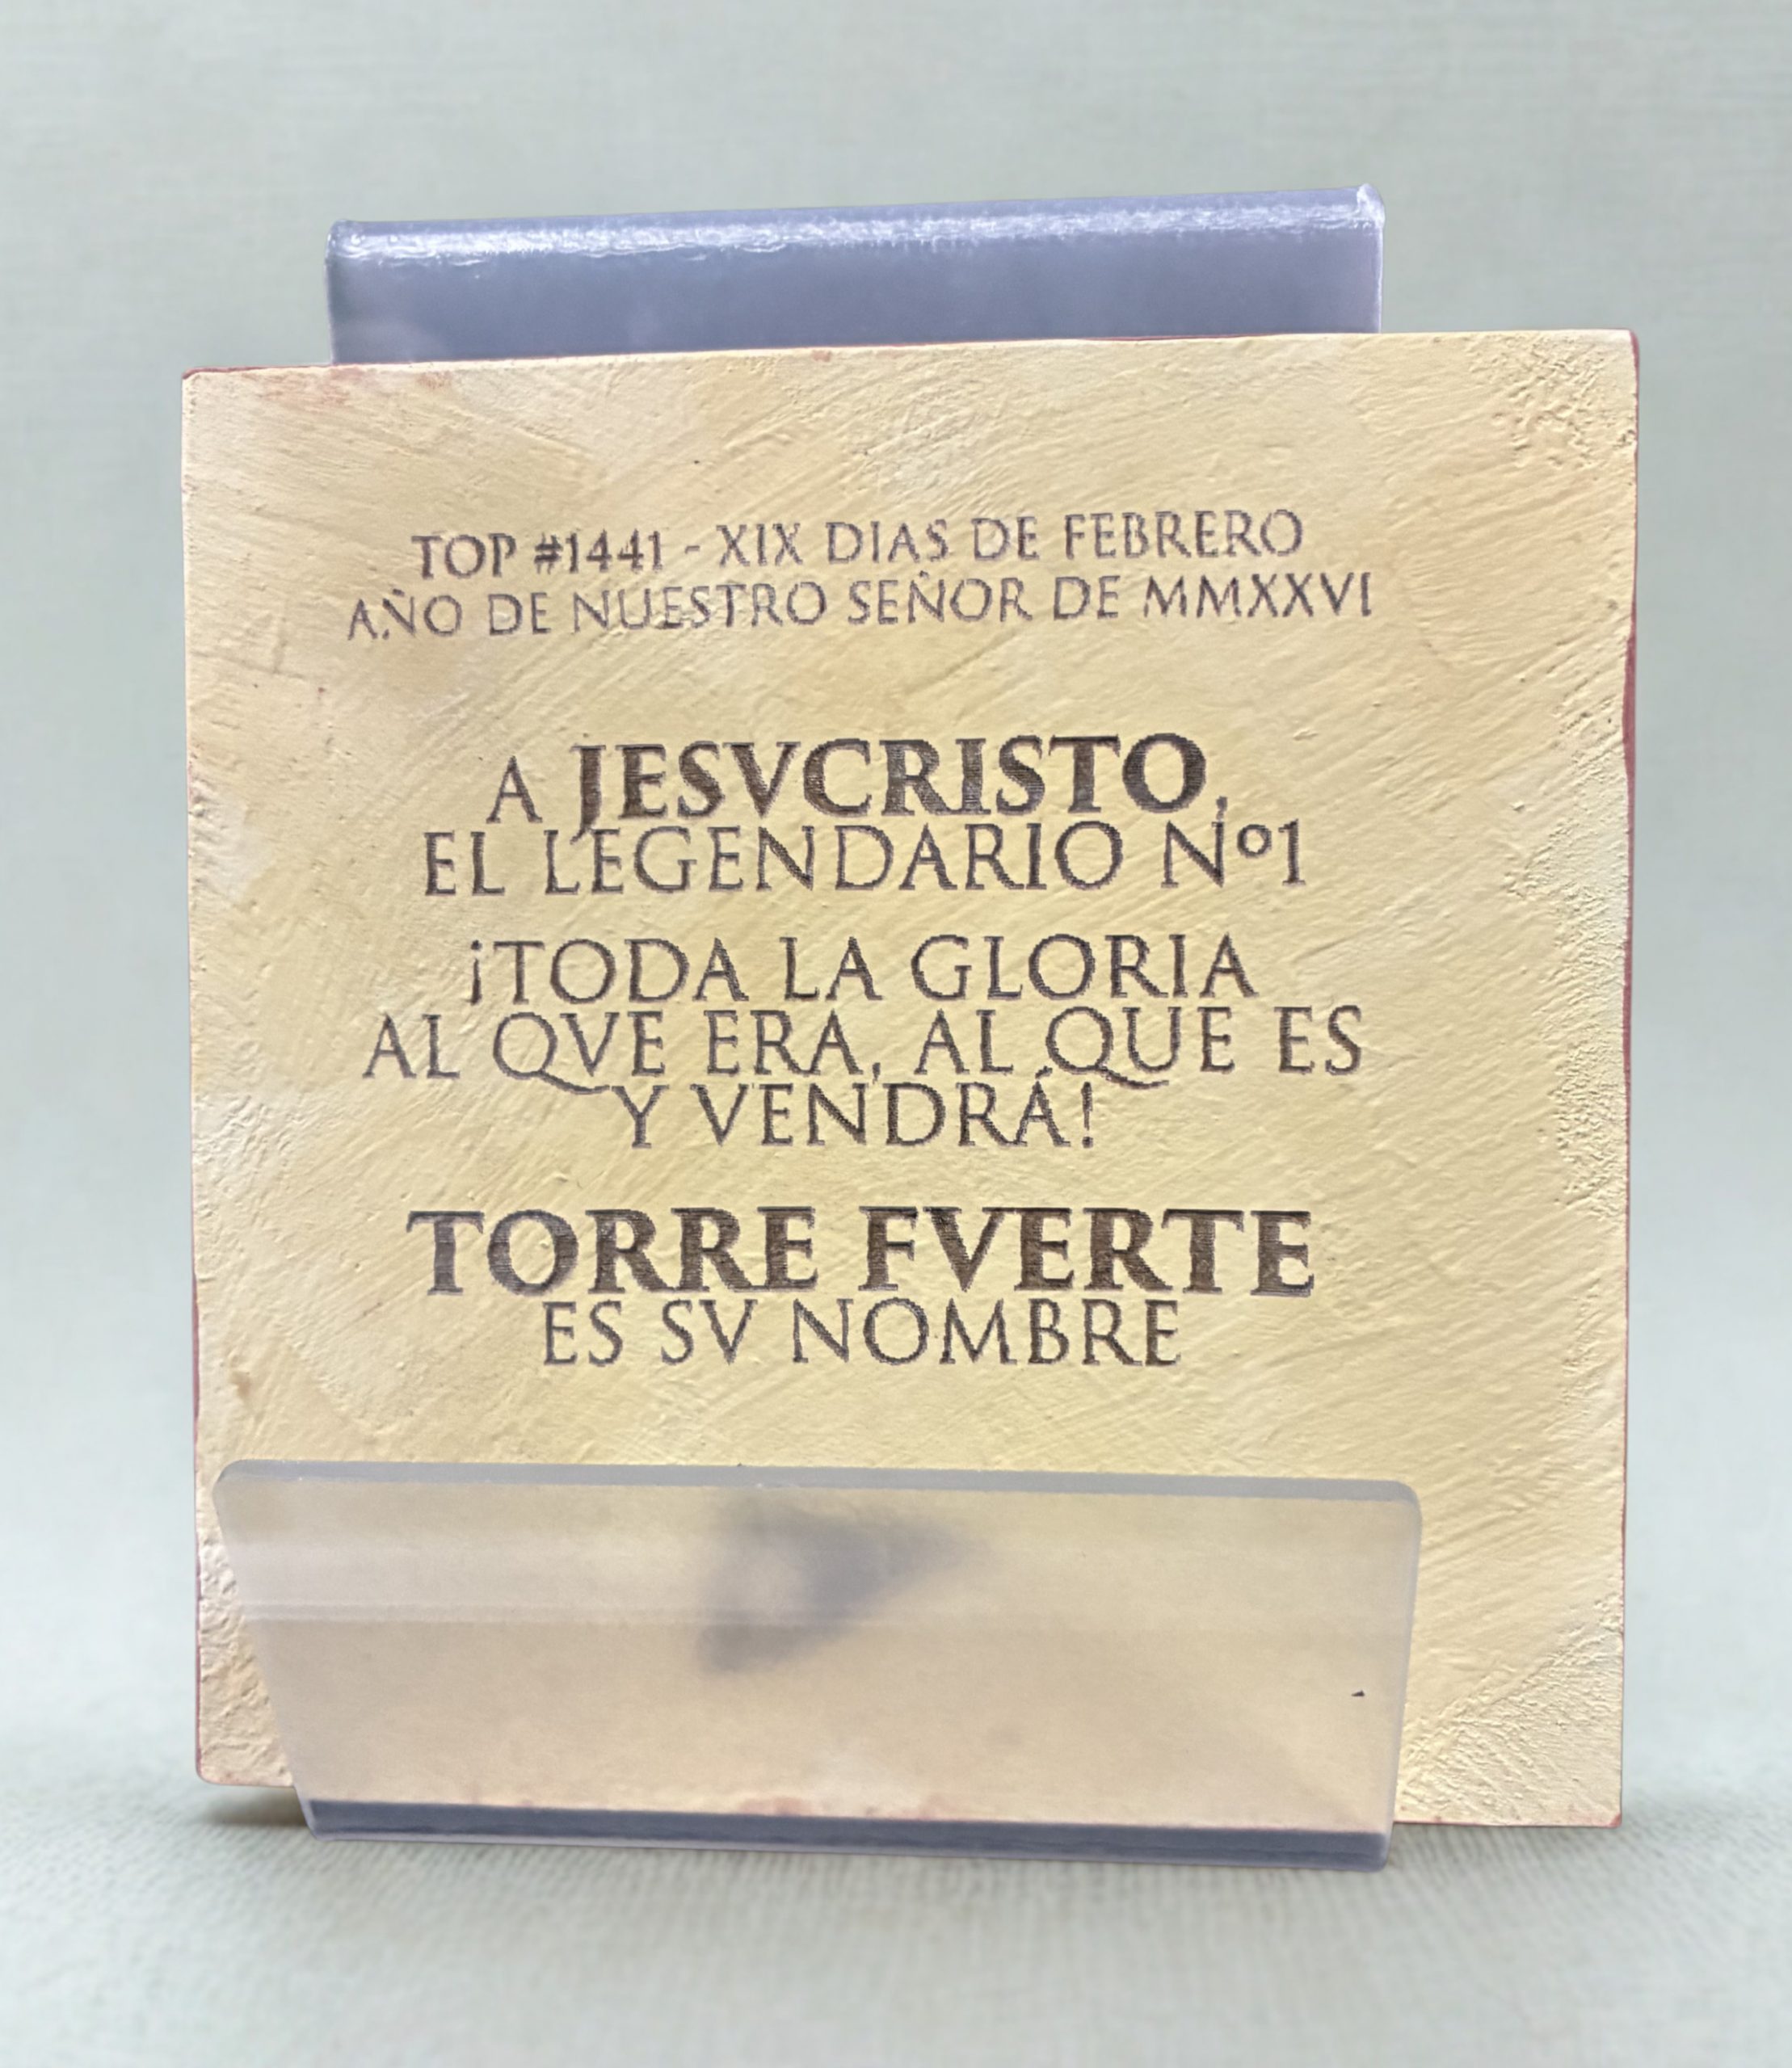 TOP #1441 - XIX DIAS DE FEBRERO
AÑO DE NUESTRO SEÑOR DE MMXXVI
A JESVCRISTO,
EL LEGENDARIO Nº1
¡TODA LA GLORIA
AL QVE ERA, AL QUE ES
Y VENDRÁ!
TORRE FVERTE
ES SV NOMBRE